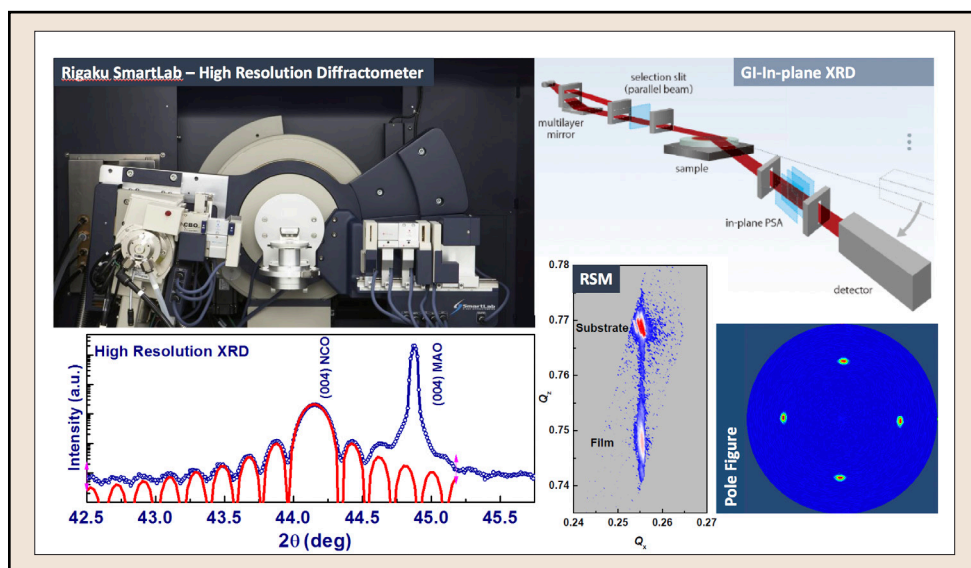 Rigaku SmartLab – High Resolution Diffractometer
CBO
SmartLab
GI-In-plane XRD
selection slit
(parallel beam)
multilayer
mirror
sample
in-plane PSA
detector
High Resolution XRD
(004) NCO
(004) MAO
Intensity (a.u.)
42.5 43.0 43.5 44.0 44.5 45.0 45.5
2θ (deg)
RSM
0.78
0.77
0.76
0.75
0.74
Substrate
Film
Qz
0.24 0.25 0.26 0.27
Qx
Pole Figure